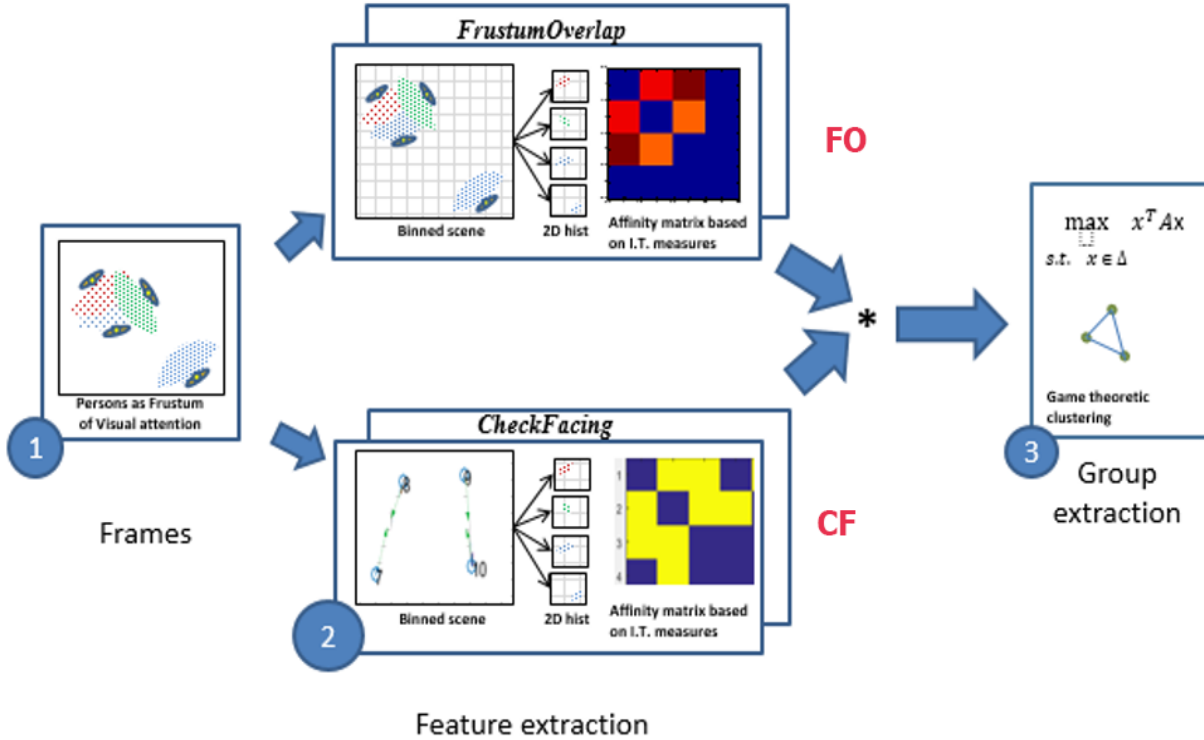 FrustumOverlap
Binned scene
2D hist
Affinity matrix based
on I.T. measures
FO
Persons as Frustum
of Visual attention
1
Frames
CheckFacing
8
9
7
10
Binned scene
2D hist
1
2
3
4
Affinity matrix based
on I.T. measures
CF
2
Feature extraction
*
max xᵀ Ax
s.t. x ∈ Δ
Game theoretic
clustering
3
Group
extraction